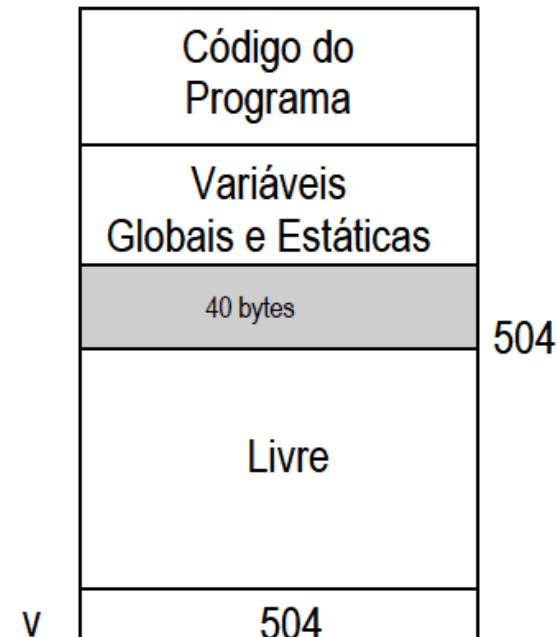 Código do
Programa
Variáveis
Globais e Estáticas
40 bytes
504
Livre
v
504